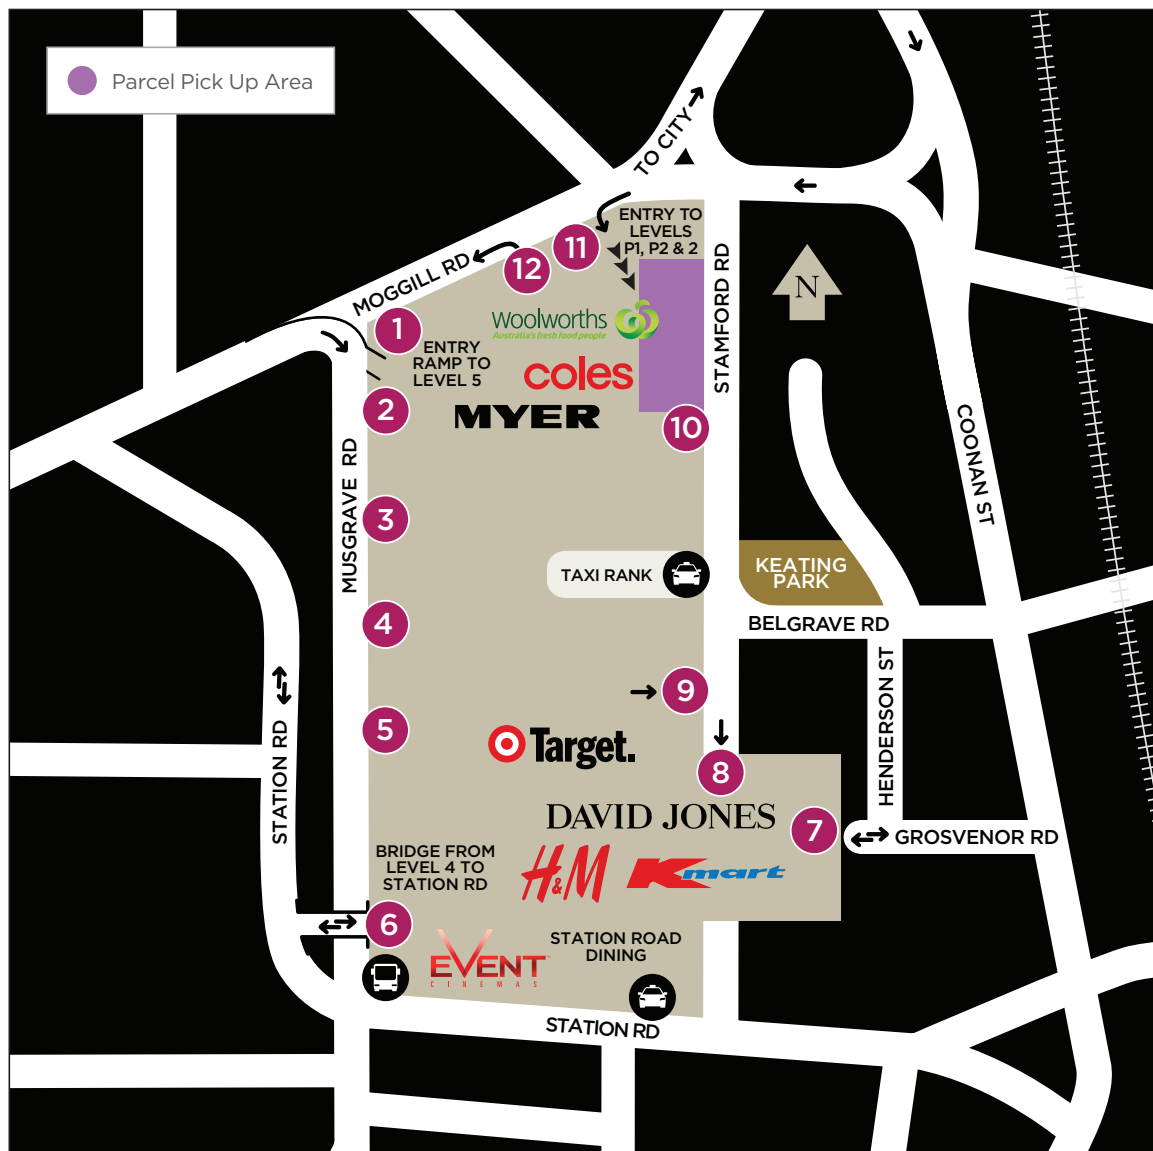 Parcel Pick Up Area
TO CITY
ENTRY TO
LEVELS
P1, P2 & 2
11
12
MOGGILL RD
STAMFORD RD
N
1
Woolworths
Australia's fresh food people
ENTRY
RAMP TO
LEVEL 5
coles
2
MYER
10
COONAN ST
MUSGRAVE RD
3
TAXI RANK
KEATING
PARK
4
BELGRAVE RD
HENDERSON ST
9
5
Target.
STATION RD
8
DAVID JONES
7
GROSVENOR RD
BRIDGE FROM
LEVEL 4 TO
STATION RD
H&M
Kmart
6
EVENT
CINEMAS
STATION ROAD
DINING
STATION RD